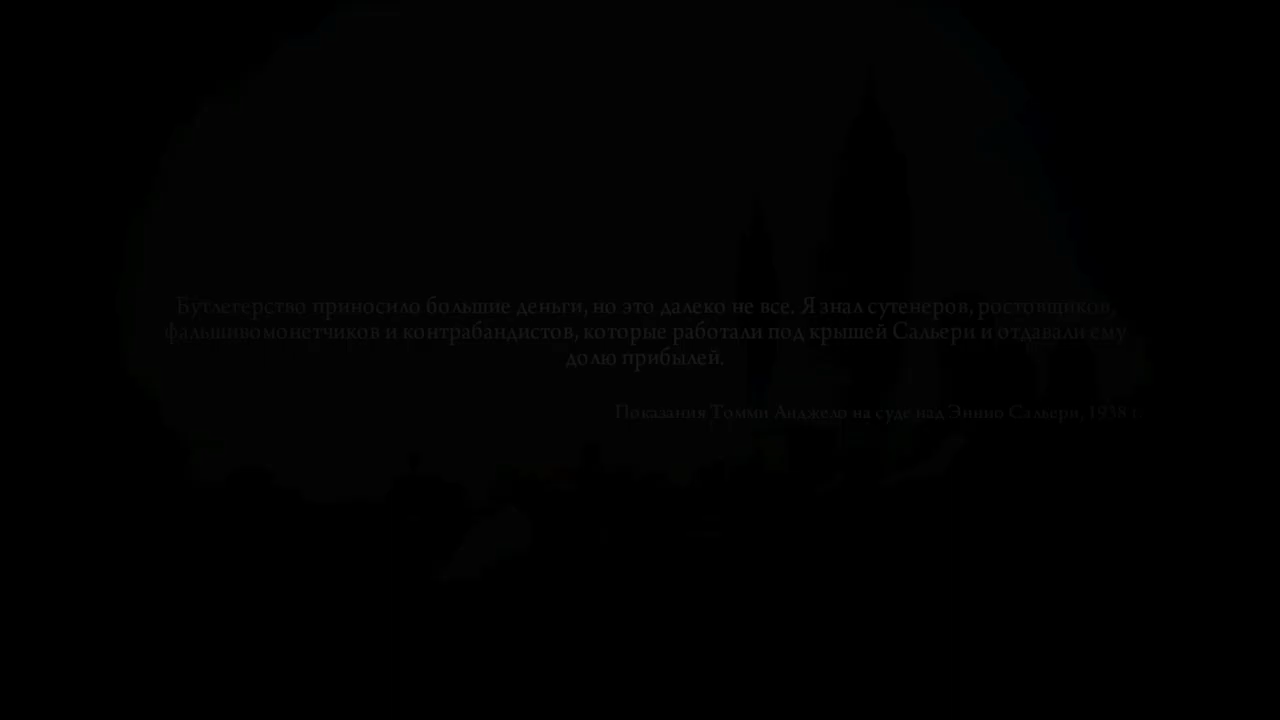 Бутлегерство приносило большие деньги, но это далеко не все. Я знал сутенеров, ростовщиков,
фальшивомонетчиков и контрабандистов, которые работали под крышей Сальери и отдавали ему
долю прибылей.
Показания Томми Анджело на суде над Эннио Сальери, 1938 г.